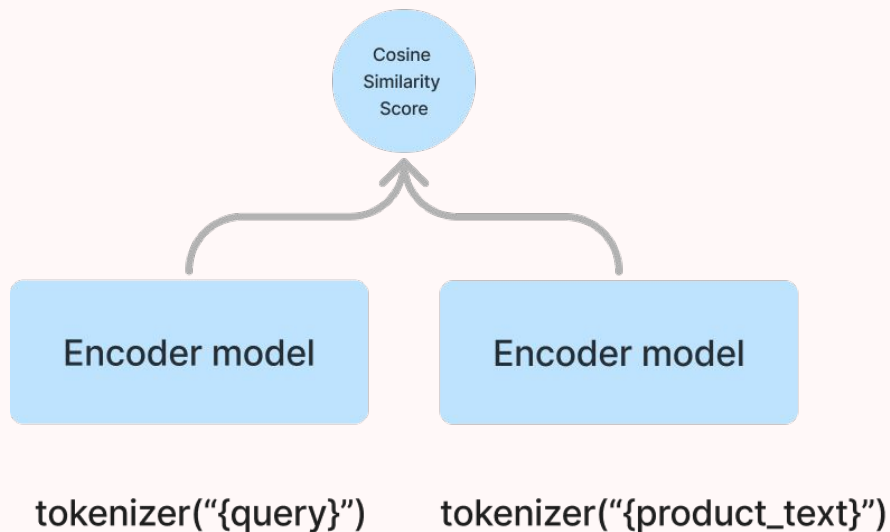 Cosine
Similarity
Score
Encoder model
Encoder model
tokenizer(“{query}”)
tokenizer(“{product_text}”)